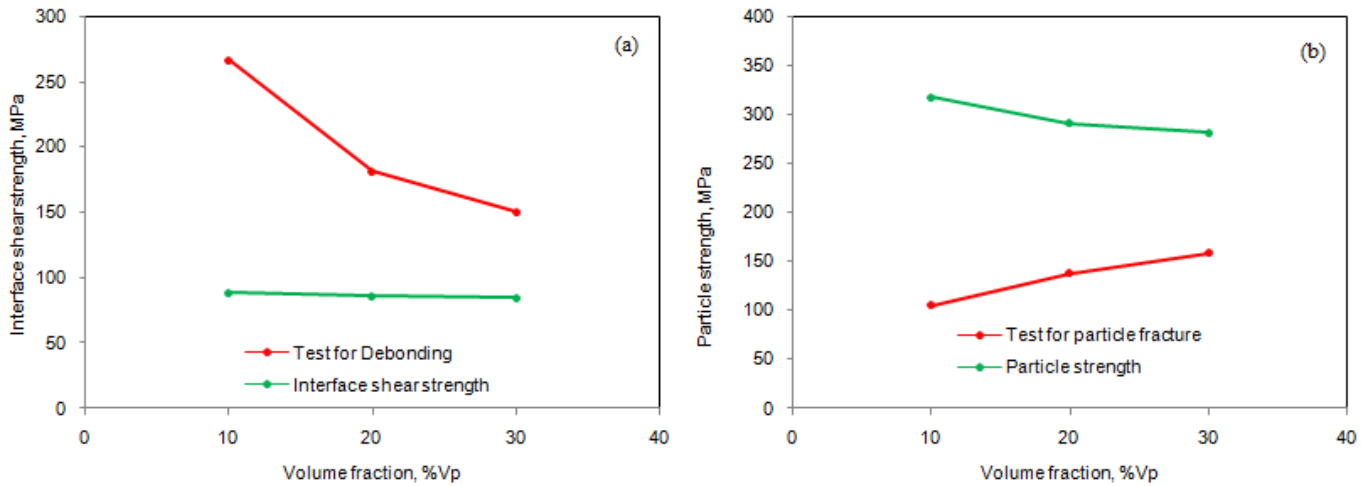 300
250
200
150
100
50
0
0
10
20
30
40
Interface shear strength, MPa
Volume fraction, %Vp
(a)
Test for Debonding
Interface shear strength
400
350
300
250
200
150
100
50
0
0
10
20
30
40
Particle strength, MPa
Volume fraction, %Vp
(b)
Test for particle fracture
Particle strength